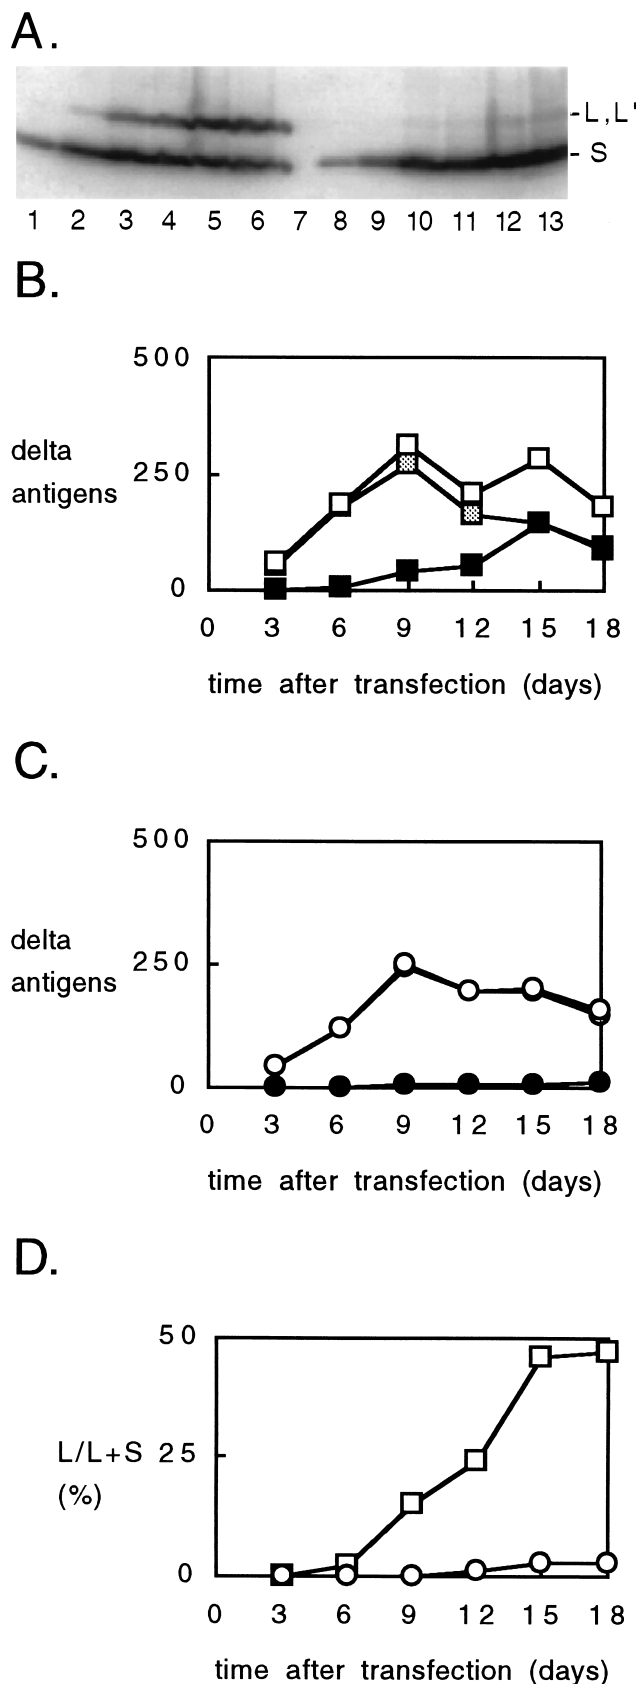 A.
-L,L'
- S
1 2 3 4 5 6 7 8 9 10 11 12 13
B.
500
delta
antigens
250
0
0 3 6 9 12 15 18
time after transfection (days)
C.
500
delta
antigens
250
0
0 3 6 9 12 15 18
time after transfection (days)
D.
50
L/L+S 25
(%)
0
0 3 6 9 12 15 18
time after transfection (days)